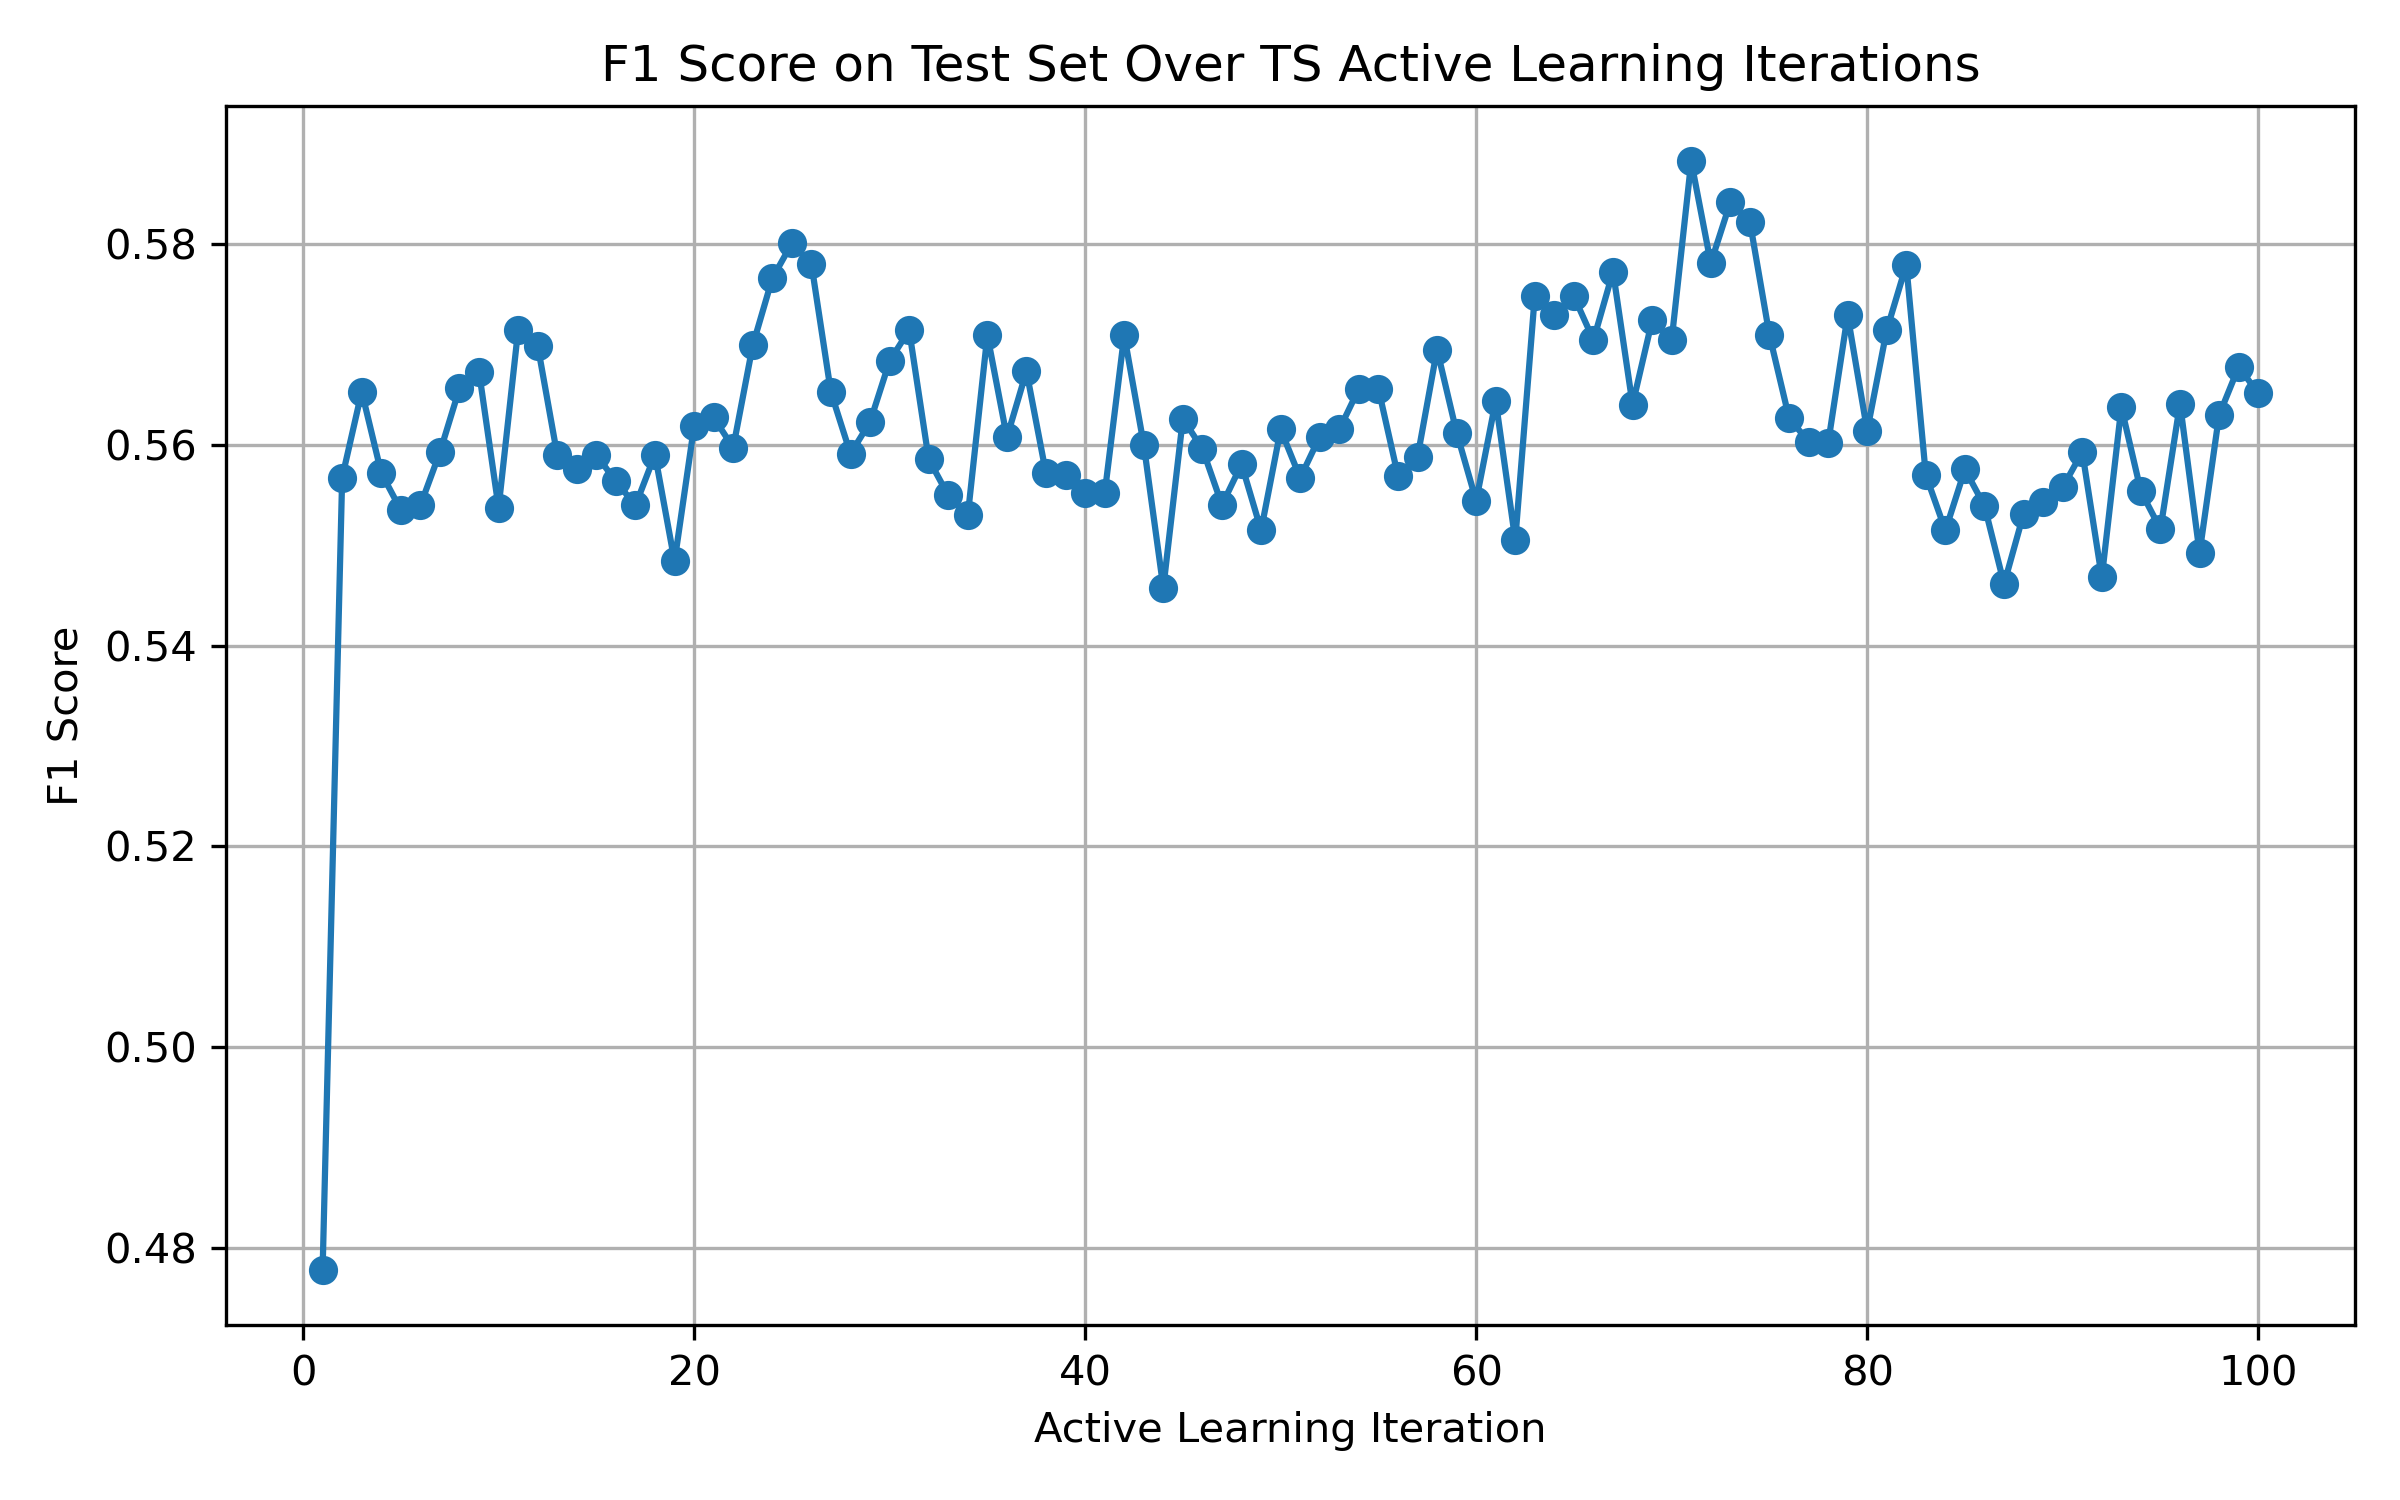 F1 Score on Test Set Over TS Active Learning Iterations
F1 Score
0.58
0.56
0.54
0.52
0.50
0.48
0 20 40 60 80 100
Active Learning Iteration